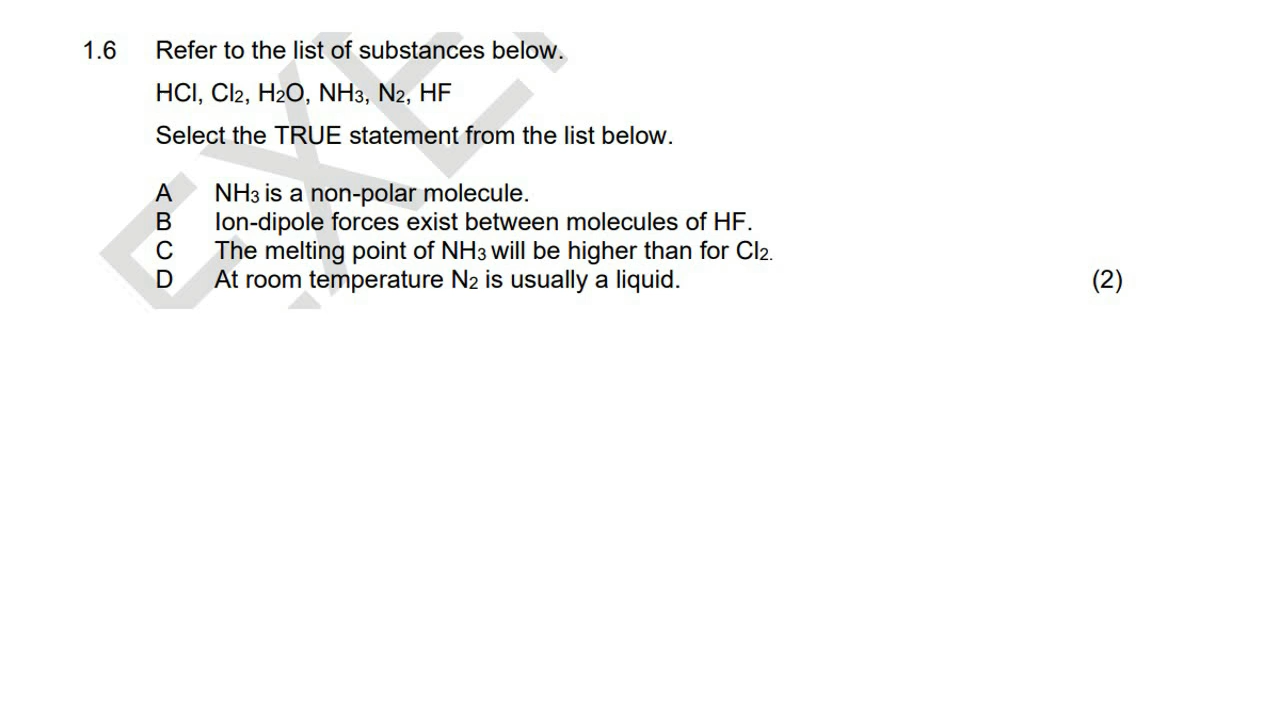 1.6 Refer to the list of substances below.
HCl, Cl2, H2O, NH3, N2, HF
Select the TRUE statement from the list below.
A NH3 is a non-polar molecule.
B Ion-dipole forces exist between molecules of HF.
C The melting point of NH3 will be higher than for Cl2.
D At room temperature N2 is usually a liquid. (2)